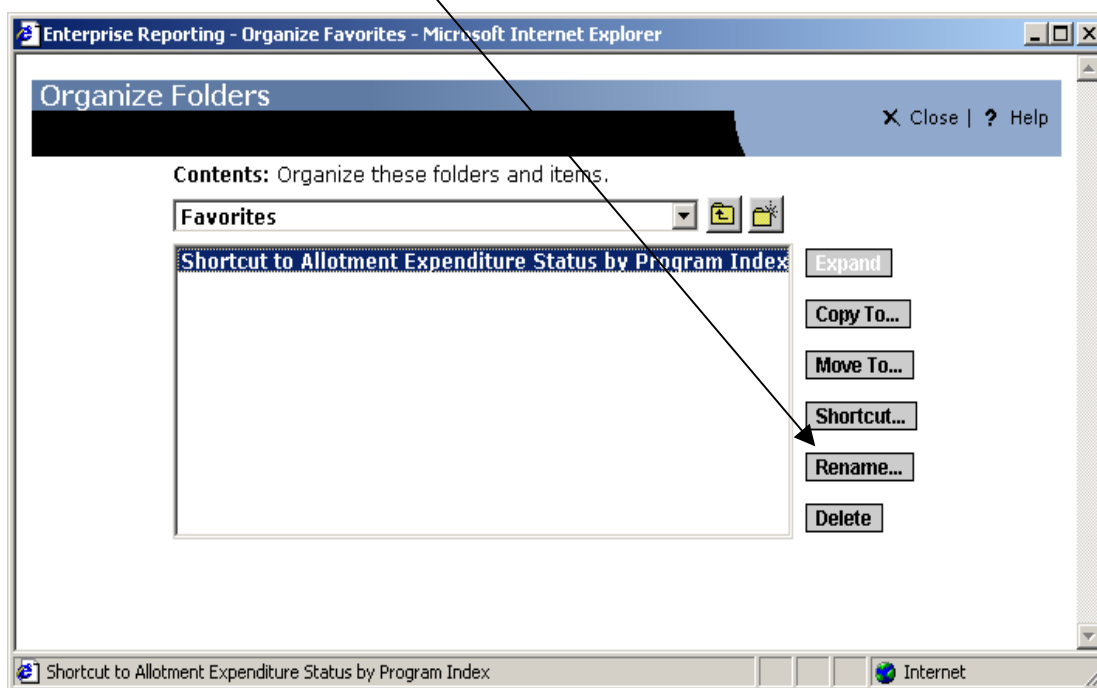 Enterprise Reporting - Organize Favorites - Microsoft Internet Explorer
Organize Folders
Close | ? Help
Contents: Organize these folders and items.
Favorites
Shortcut to Allotment Expenditure Status by Program Index
Expand
Copy To...
Move To...
Shortcut...
Rename...
Delete
Shortcut to Allotment Expenditure Status by Program Index
Internet